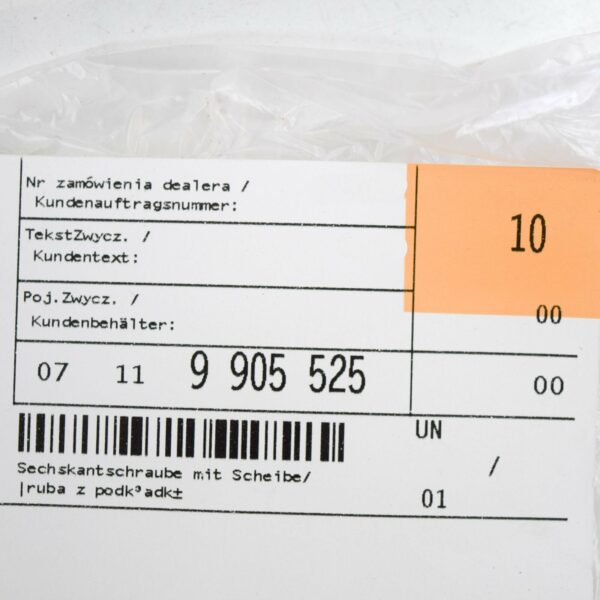 Nr zamówienia dealera /
Kundenauftragsnummer:
10
TekstZwycz. /
Kundentext:
Poj.Zwycz. /
Kundenbehälter:
00
07 11 9 905 525
00
UN
Sechskantschraube mit Scheibe/
/
|ruba z podk³adk±
01